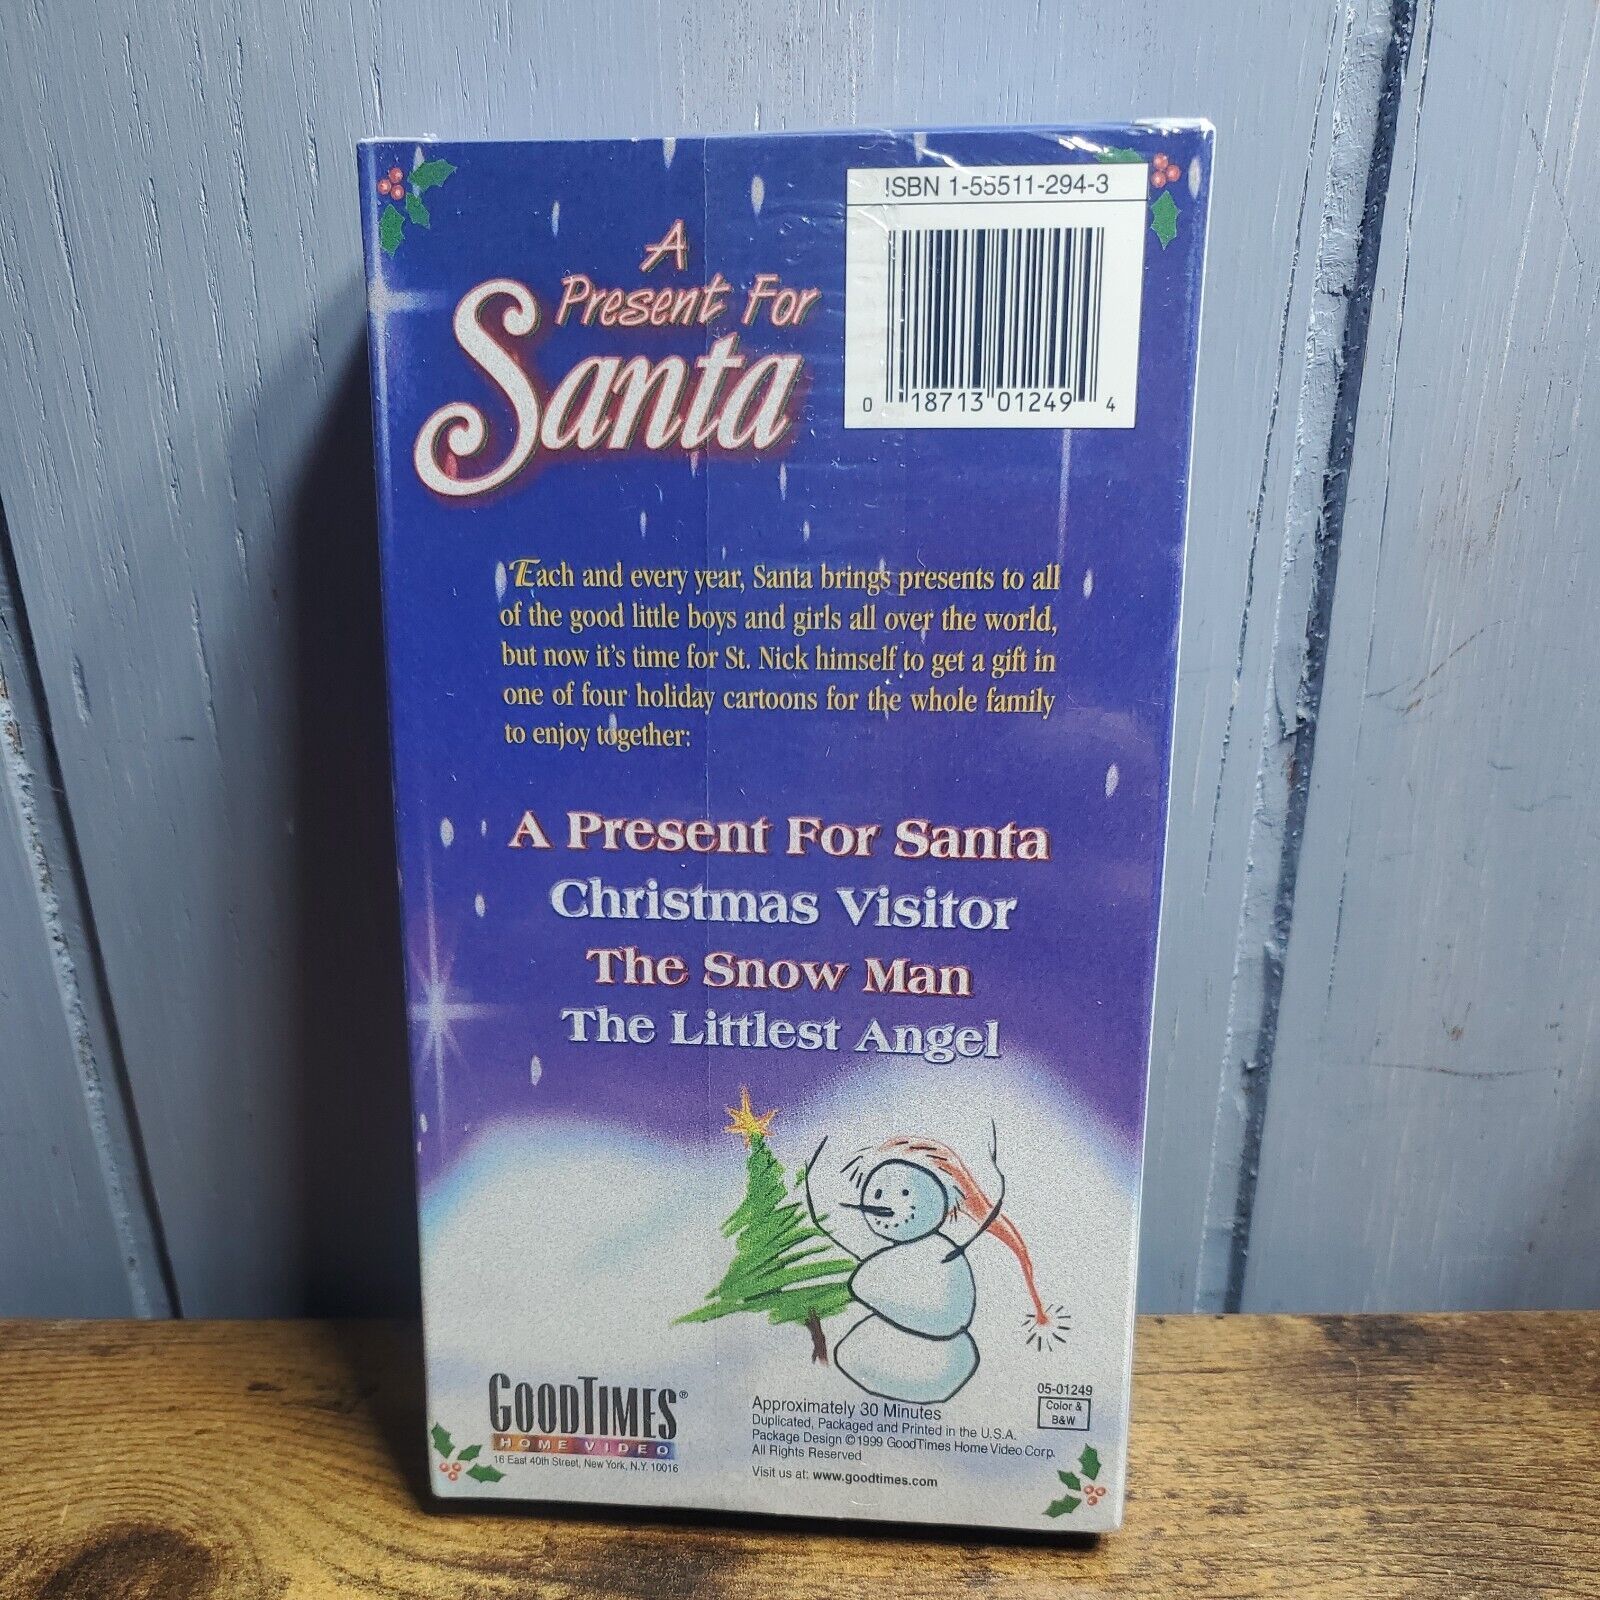 ISBN 1-55511-294-3
0 18713 01249 4
A
Present For
Santa
Each and every year, Santa brings presents to all
of the good little boys and girls all over the world,
but now it's time for St. Nick himself to get a gift in
one of four holiday cartoons for the whole family
to enjoy together:
A Present For Santa
Christmas Visitor
The Snow Man
The Littlest Angel
GOODTIMES®
HOME VIDEO
16 East 40th Street, New York, N.Y. 10016
Approximately 30 Minutes
Duplicated, Packaged and Printed in the U.S.A.
Package Design ©1999 GoodTimes Home Video Corp.
All Rights Reserved
Visit us at: www.goodtimes.com
05-01249
Color &
B&W